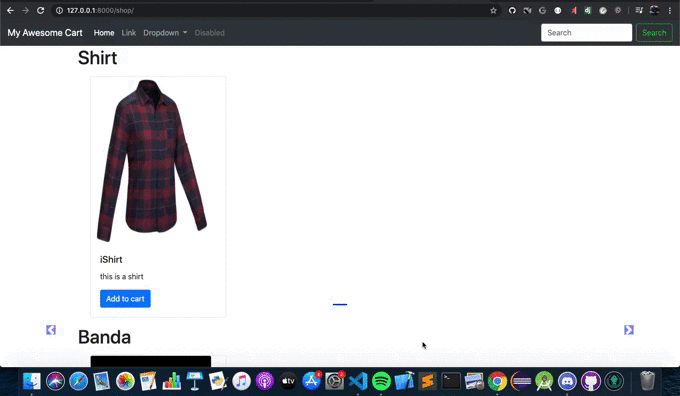 127.0.0.1:8000/shop/
My Awesome Cart Home Link Dropdown Disabled Search Search
Shirt
iShirt
this is a shirt
Add to cart
Banda